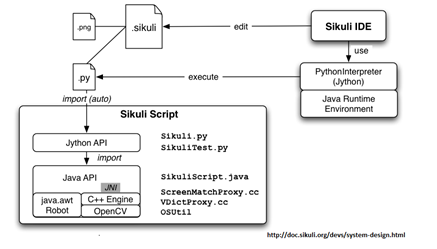 .png
.sikuli
edit
Sikuli IDE
use
.py
execute
PythonInterpreter
(Jython)
Java Runtime
Environment
import (auto)
Sikuli Script
Jython API
Sikuli.py
SikuliTest.py
import
Java API
SikuliScript.java
JNI
java.awt
Robot
C++ Engine
OpenCV
ScreenMatchProxy.cc
VDictProxy.cc
OSUtil
http://doc.sikuli.org/devs/system-design.html